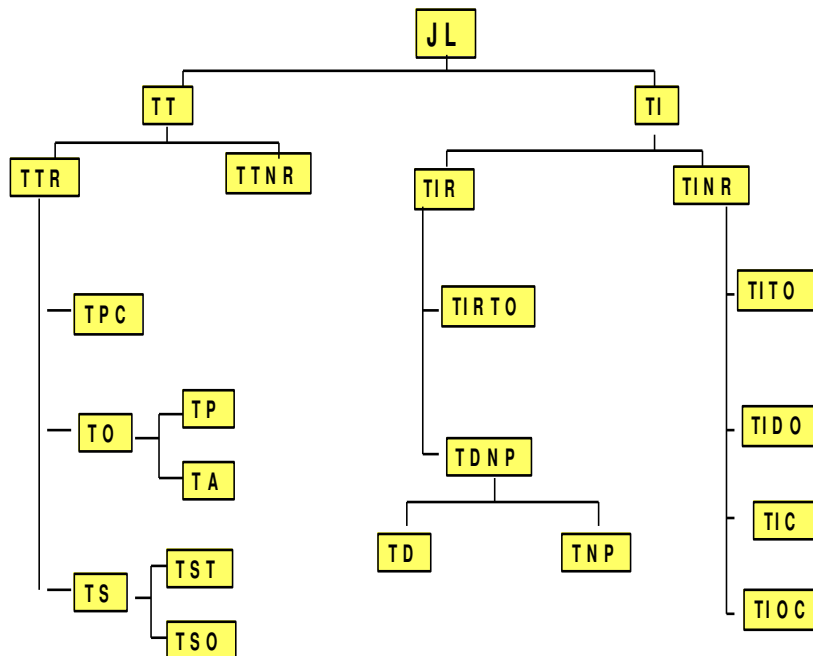 JL
TT
TI
TTR
TTNR
TIR
TINR
TPC
TIRTO
TITO
TO
TP
TA
TDNP
TIDO
TD
TNP
TIC
TS
TST
TSO
TIOC